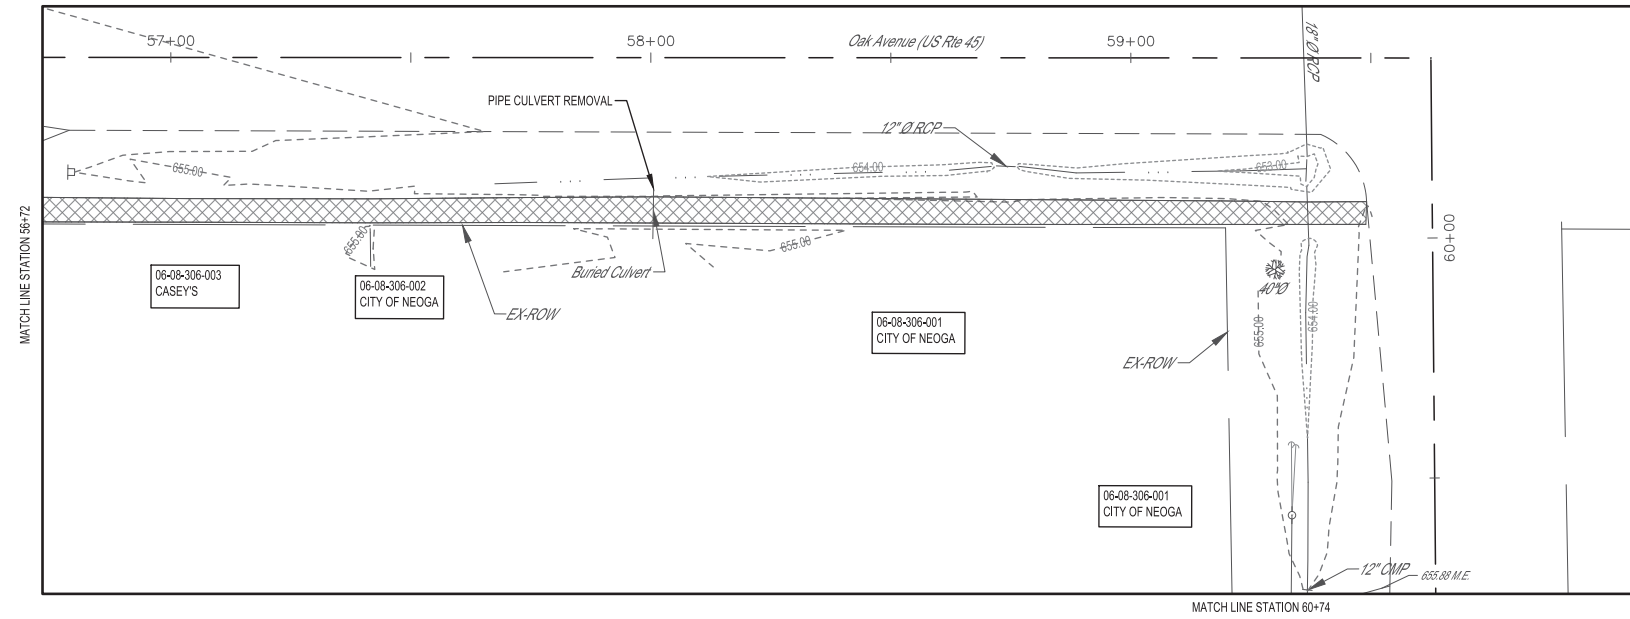 57+00
58+00
Oak Avenue (US Rte 45)
59+00
18" Ø RCP
PIPE CULVERT REMOVAL
12" Ø RCP
655.00
654.00
653.00
MATCH LINE STATION 56+72
655.00
655.00
60+00
Buried Culvert
06-08-306-003
CASEY'S
06-08-306-002
CITY OF NEOGA
EX-ROW
40"Ø
06-08-306-001
CITY OF NEOGA
655.00
654.00
EX-ROW
06-08-306-001
CITY OF NEOGA
12" CMP
655.88 M.E.
MATCH LINE STATION 60+74